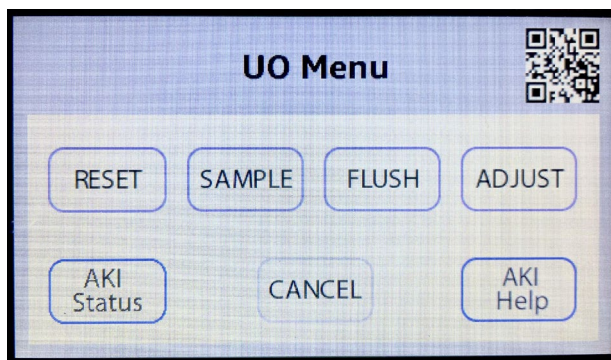 UO Menu
RESET SAMPLE FLUSH ADJUST
AKI
Status
CANCEL
AKI
Help